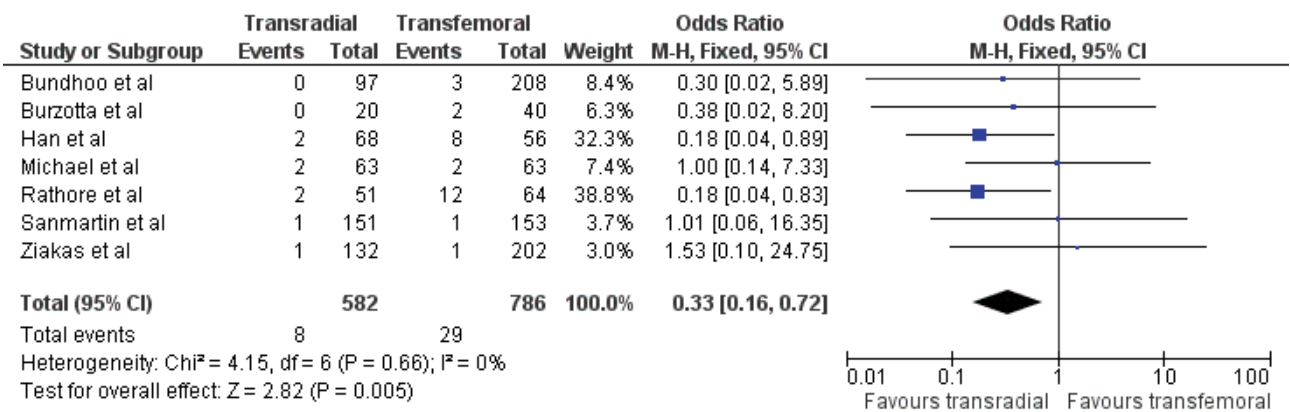 Transradial Transfemoral Odds Ratio Odds Ratio
Study or Subgroup Events Total Events Total Weight M-H, Fixed, 95% CI M-H, Fixed, 95% CI
Bundhoo et al 0 97 3 208 8.4% 0.30 [0.02, 5.89]
Burzotta et al 0 20 2 40 6.3% 0.38 [0.02, 8.20]
Han et al 2 68 8 56 32.3% 0.18 [0.04, 0.89]
Michael et al 2 63 2 63 7.4% 1.00 [0.14, 7.33]
Rathore et al 2 51 12 64 38.8% 0.18 [0.04, 0.83]
Sanmartin et al 1 151 1 153 3.7% 1.01 [0.06, 16.35]
Ziakas et al 1 132 1 202 3.0% 1.53 [0.10, 24.75]
Total (95% CI) 582 786 100.0% 0.33 [0.16, 0.72]
Total events 8 29
Heterogeneity: Chi² = 4.15, df = 6 (P = 0.66); I² = 0%
Test for overall effect: Z = 2.82 (P = 0.005)
0.01 0.1 1 10 100
Favours transradial Favours transfemoral